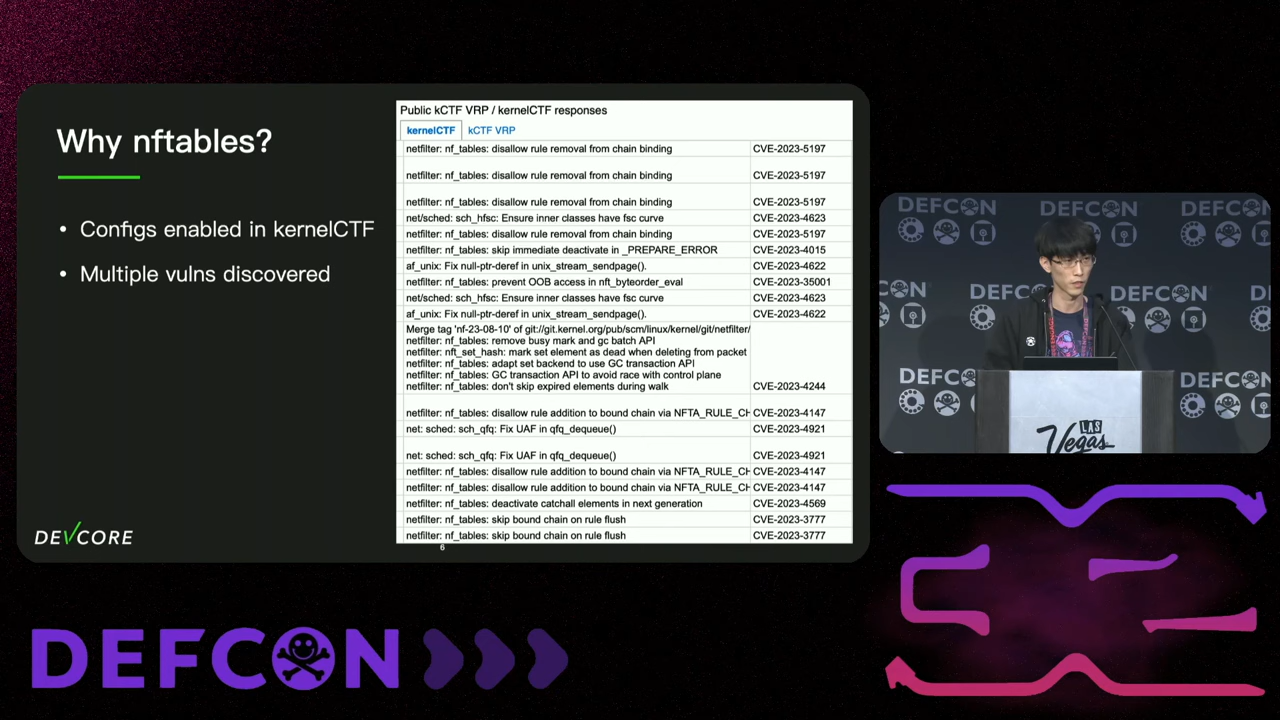 Why nftables?
• Configs enabled in kernelCTF
• Multiple vulns discovered
Public kCTF VRP / kernelCTF responses
kernelCTF kCTF VRP
netfilter: nf_tables: disallow rule removal from chain binding CVE-2023-5197
netfilter: nf_tables: disallow rule removal from chain binding CVE-2023-5197
netfilter: nf_tables: disallow rule removal from chain binding CVE-2023-5197
net/sched: sch_hfsc: Ensure inner classes have fsc curve CVE-2023-4623
netfilter: nf_tables: disallow rule removal from chain binding CVE-2023-5197
netfilter: nf_tables: skip immediate deactivate in _PREPARE_ERROR CVE-2023-4015
af_unix: Fix null-ptr-deref in unix_stream_sendpage(). CVE-2023-4622
netfilter: nf_tables: prevent OOB access in nft_byteorder_eval CVE-2023-35001
net/sched: sch_hfsc: Ensure inner classes have fsc curve CVE-2023-4623
af_unix: Fix null-ptr-deref in unix_stream_sendpage(). CVE-2023-4622
Merge tag 'nf-23-08-10' of git://git.kernel.org/pub/scm/linux/kernel/git/netfilter/
netfilter: nf_tables: remove busy mark and gc batch API
netfilter: nft_set_hash: mark set element as dead when deleting from packet
netfilter: nf_tables: adapt set backend to use GC transaction API
netfilter: nf_tables: GC transaction API to avoid race with control plane
netfilter: nf_tables: don't skip expired elements during walk CVE-2023-4244
netfilter: nf_tables: disallow rule addition to bound chain via NFTA_RULE_CH CVE-2023-4147
net: sched: sch_qfq: Fix UAF in qfq_dequeue() CVE-2023-4921
net: sched: sch_qfq: Fix UAF in qfq_dequeue() CVE-2023-4921
netfilter: nf_tables: disallow rule addition to bound chain via NFTA_RULE_CH CVE-2023-4147
netfilter: nf_tables: disallow rule addition to bound chain via NFTA_RULE_CH CVE-2023-4147
netfilter: nf_tables: deactivate catchall elements in next generation CVE-2023-4569
netfilter: nf_tables: skip bound chain on rule flush CVE-2023-3777
netfilter: nf_tables: skip bound chain on rule flush CVE-2023-3777
DEVCORE
6
DEFCON DEFCON DEFCON
DEFCON
LAS
Vegas
DEFCON